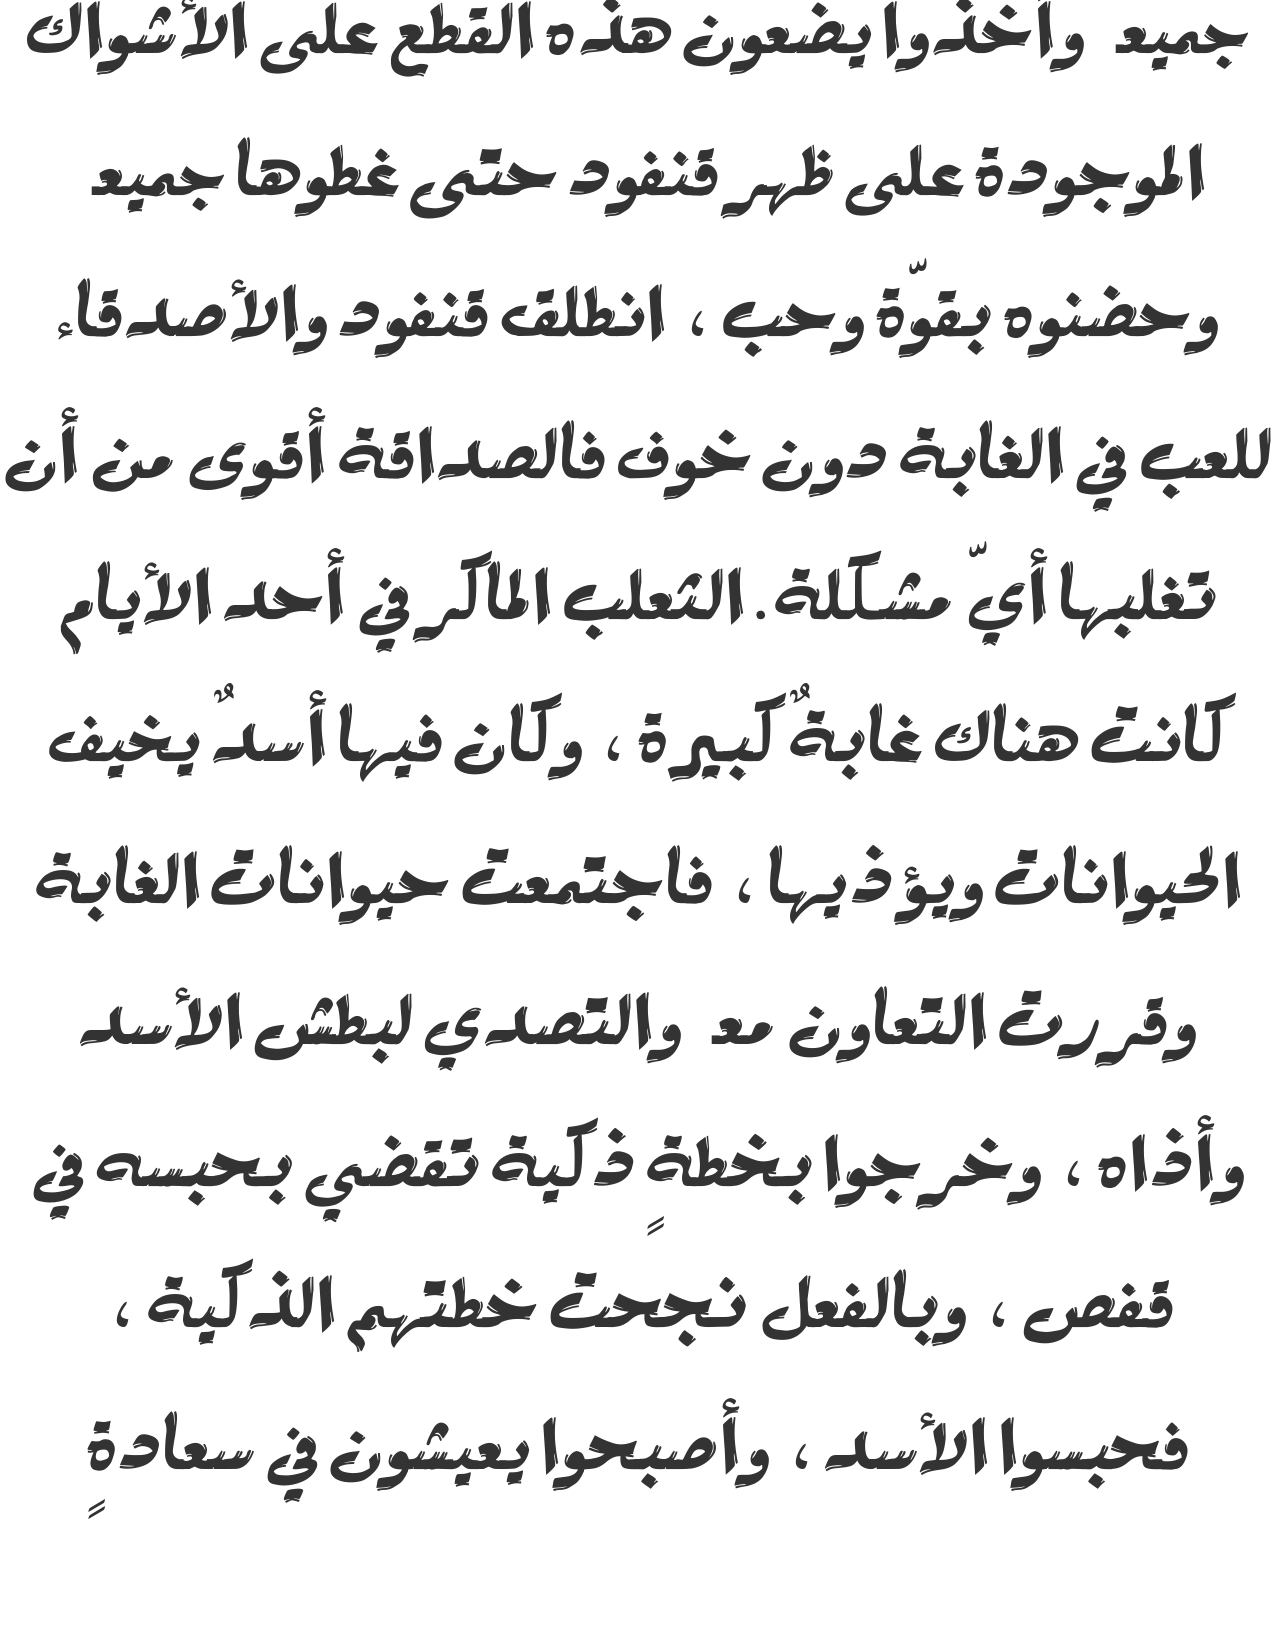 جميع وأخذوا يضعون هذه القطع على الأشواك
الموجودة على ظهر قنفود حتى غطوها جميع
وحضنوه بقوّة وحب ، انطلق قنفود والأصدقاء
للعب في الغابة دون خوف فالصداقة أقوى من أن
تغلبها أيّ مشكلة. الثعلب الماكر في أحد الأيام
كانت هناك غابةٌ كبيرة ، وكان فيها أسدٌ يخيف
الحيوانات ويؤذيها ، فاجتمعت حيوانات الغابة
وقررت التعاون مع والتصدي لبطش الأسد
وأذاه ، وخرجوا بخطةٍ ذكية تقضي بحبسه في
قفص ، وبالفعل نجحت خطتهم الذكية ،
فحبسوا الأسد ، وأصبحوا يعيشون في سعادةٍ